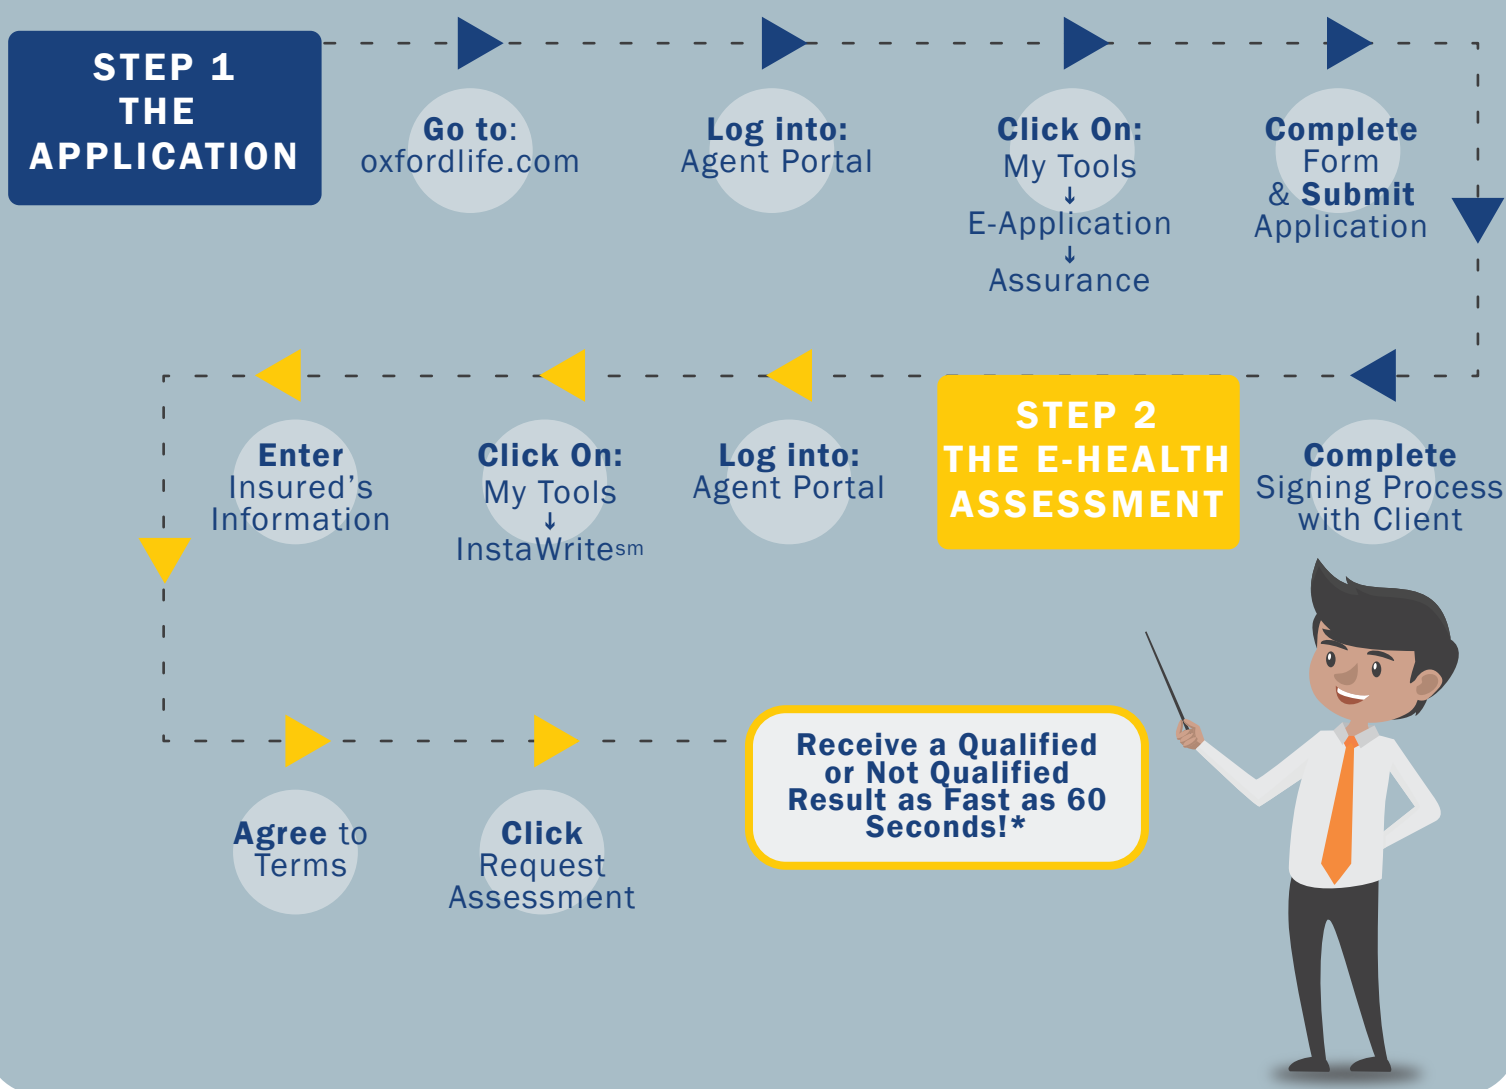 STEP 1
THE
APPLICATION
Go to:
oxfordlife.com
Log into:
Agent Portal
Click On:
My Tools
↓
E-Application
↓
Assurance
Complete
Form
& Submit
Application
Complete
Signing Process
with Client
STEP 2
THE E-HEALTH
ASSESSMENT
Log into:
Agent Portal
Click On:
My Tools
↓
InstaWritesm
Enter
Insured's
Information
Agree to
Terms
Click
Request
Assessment
Receive a Qualified
or Not Qualified
Result as Fast as 60
Seconds!*